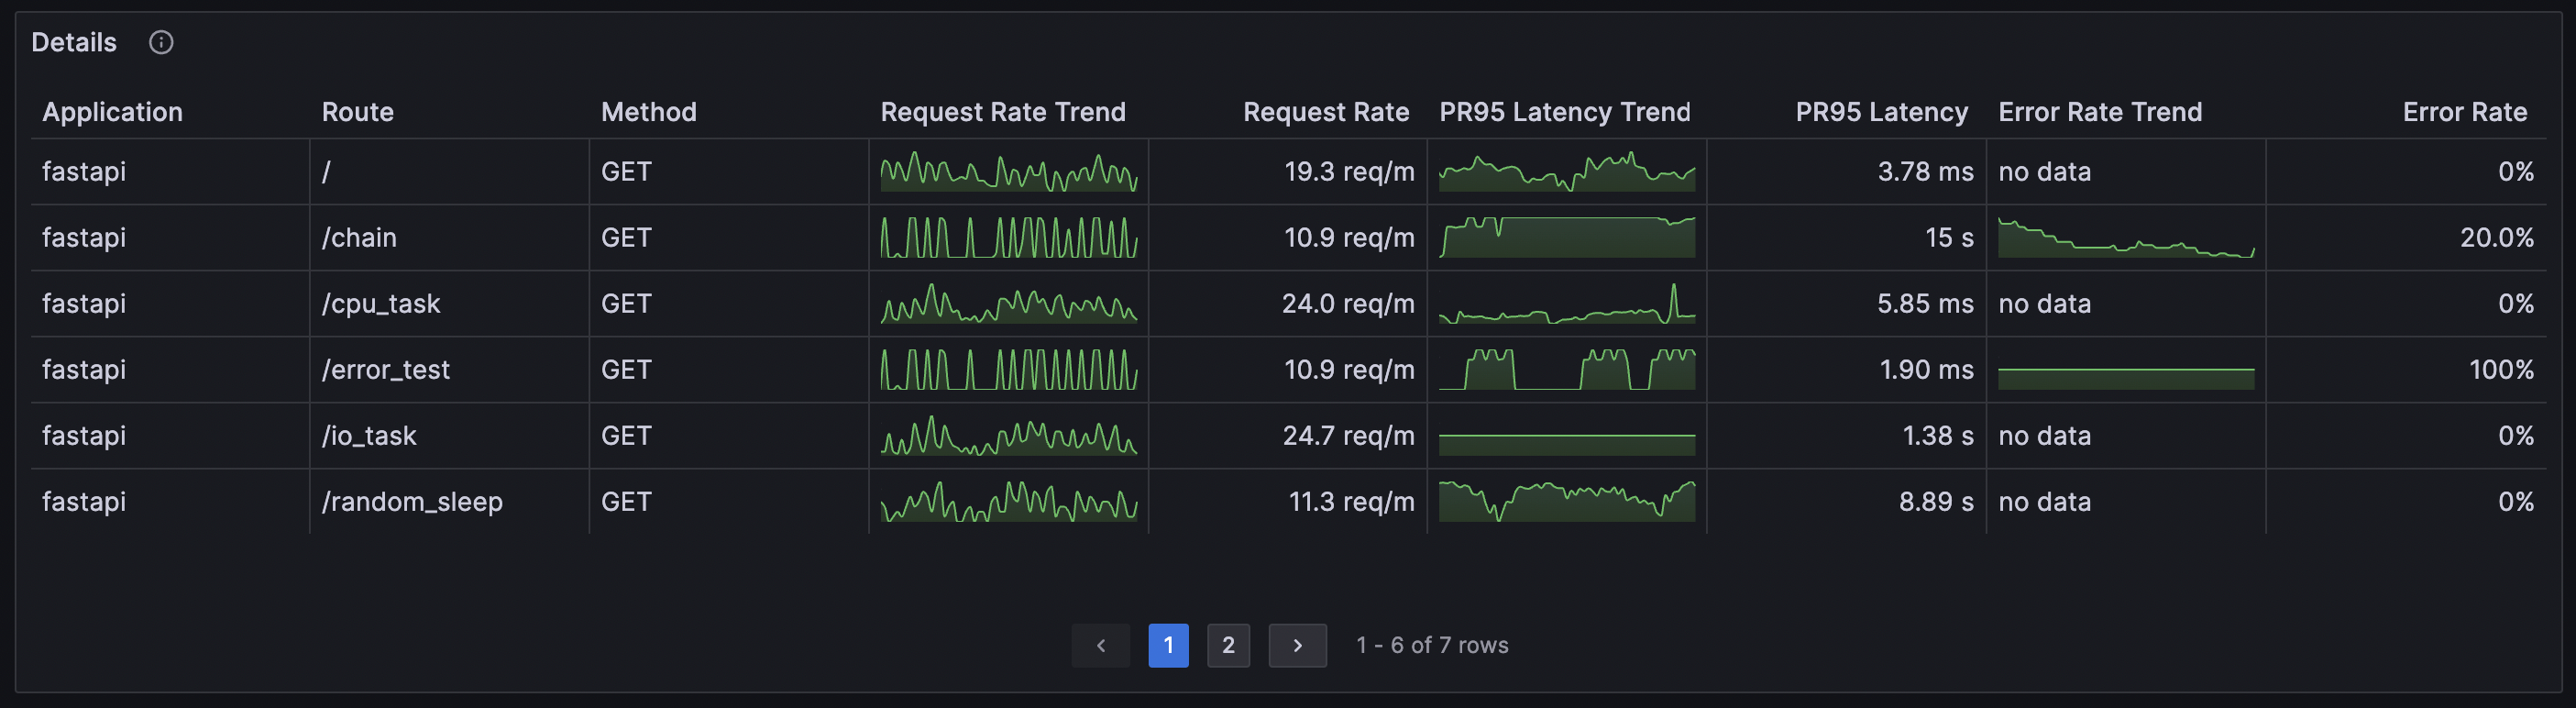 Details
Application Route Method Request Rate Trend Request Rate PR95 Latency Trend PR95 Latency Error Rate Trend Error Rate
fastapi / GET 19.3 req/m 3.78 ms no data 0%
fastapi /chain GET 10.9 req/m 15 s 20.0%
fastapi /cpu_task GET 24.0 req/m 5.85 ms no data 0%
fastapi /error_test GET 10.9 req/m 1.90 ms 100%
fastapi /io_task GET 24.7 req/m 1.38 s no data 0%
fastapi /random_sleep GET 11.3 req/m 8.89 s no data 0%
1 2 1 - 6 of 7 rows